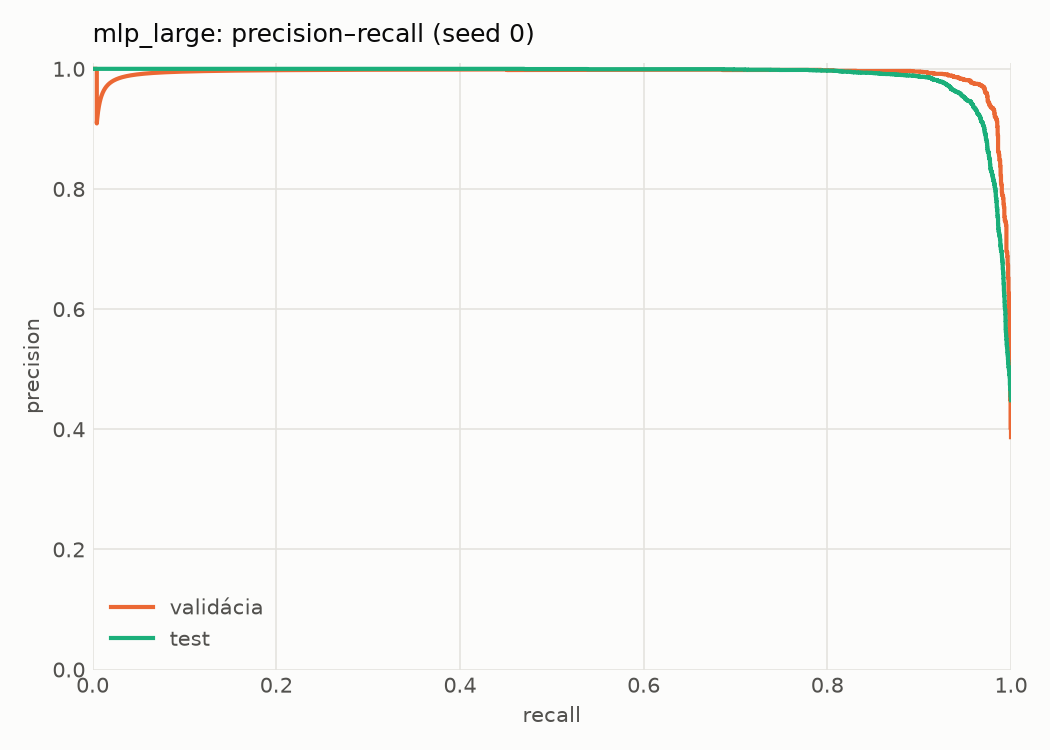 mlp_large: precision–recall (seed 0)
1.0
0.8
0.6
0.4
0.2
0.0
precision
validácia
test
0.0 0.2 0.4 0.6 0.8 1.0
recall